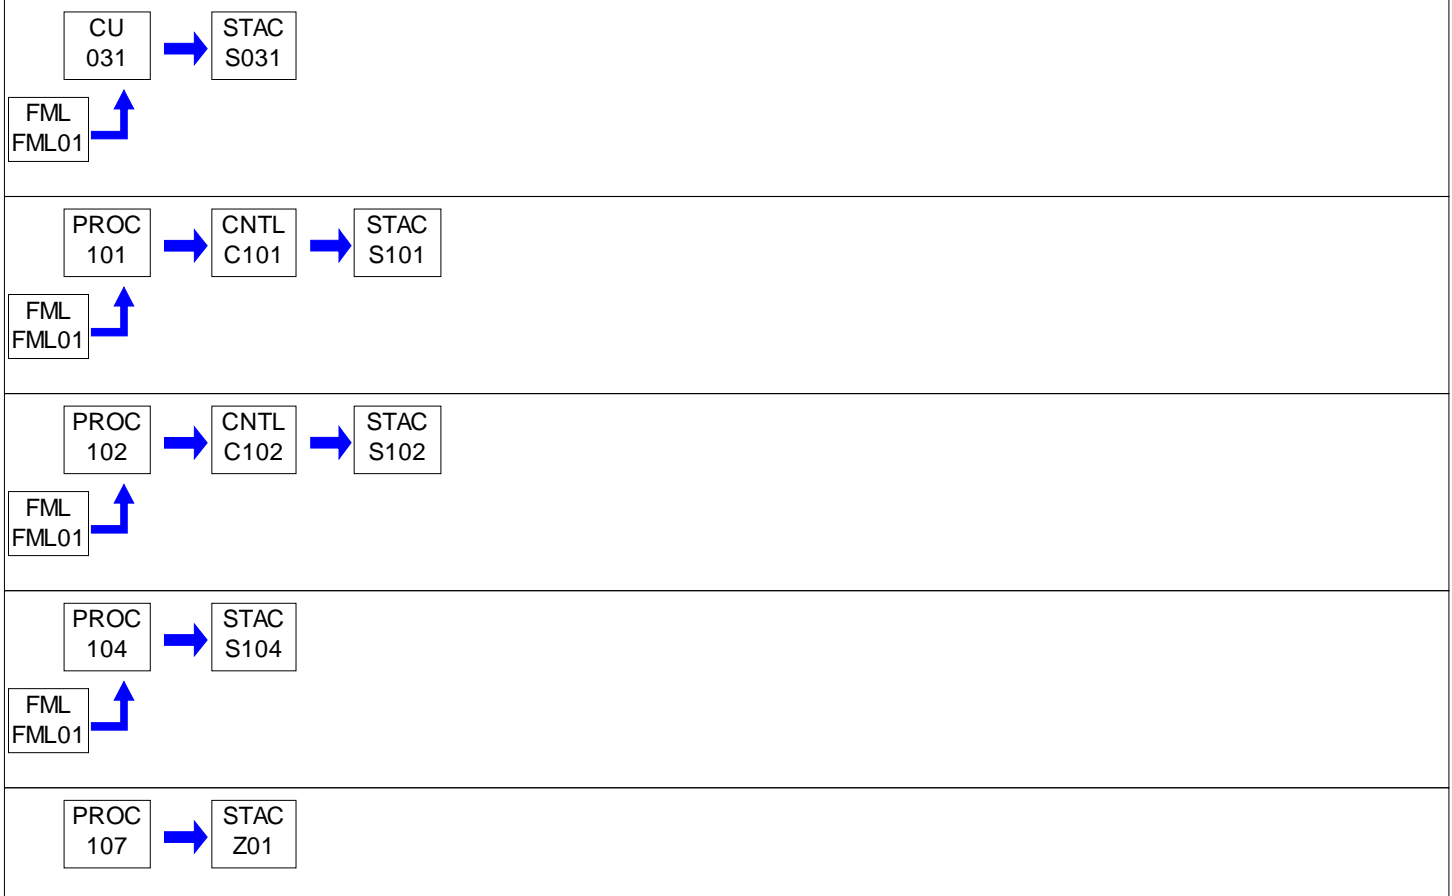 CU
031
STAC
S031
FML
FML01
PROC
101
CNTL
C101
STAC
S101
FML
FML01
PROC
102
CNTL
C102
STAC
S102
FML
FML01
PROC
104
STAC
S104
FML
FML01
PROC
107
STAC
Z01